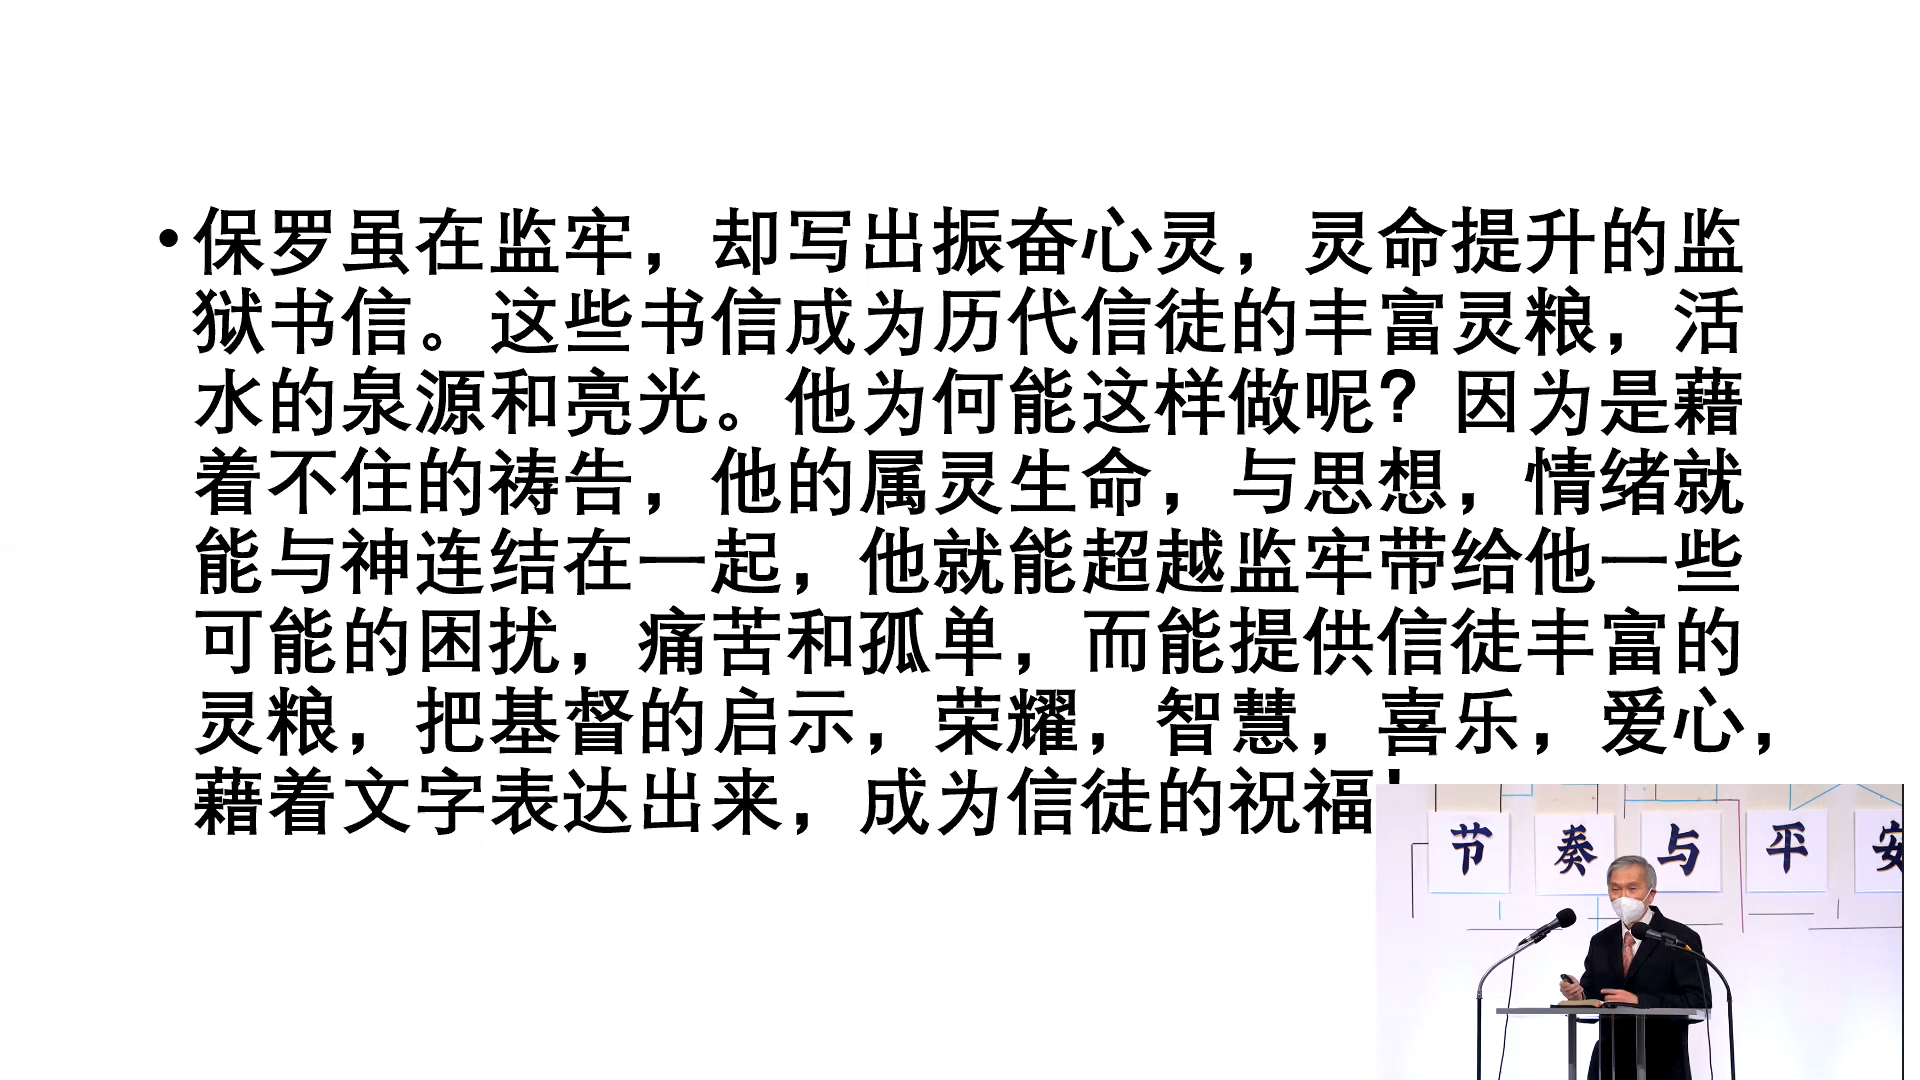 •保罗虽在监牢，却写出振奋心灵，灵命提升的监
狱书信。这些书信成为历代信徒的丰富灵粮，活
水的泉源和亮光。他为何能这样做呢？因为是藉
着不住的祷告，他的属灵生命，与思想，情绪就
能与神连结在一起，他就能超越监牢带给他一些
可能的困扰，痛苦和孤单，而能提供信徒丰富的
灵粮，把基督的启示，荣耀，智慧，喜乐，爱心，
藉着文字表达出来，成为信徒的祝福
节奏与平安